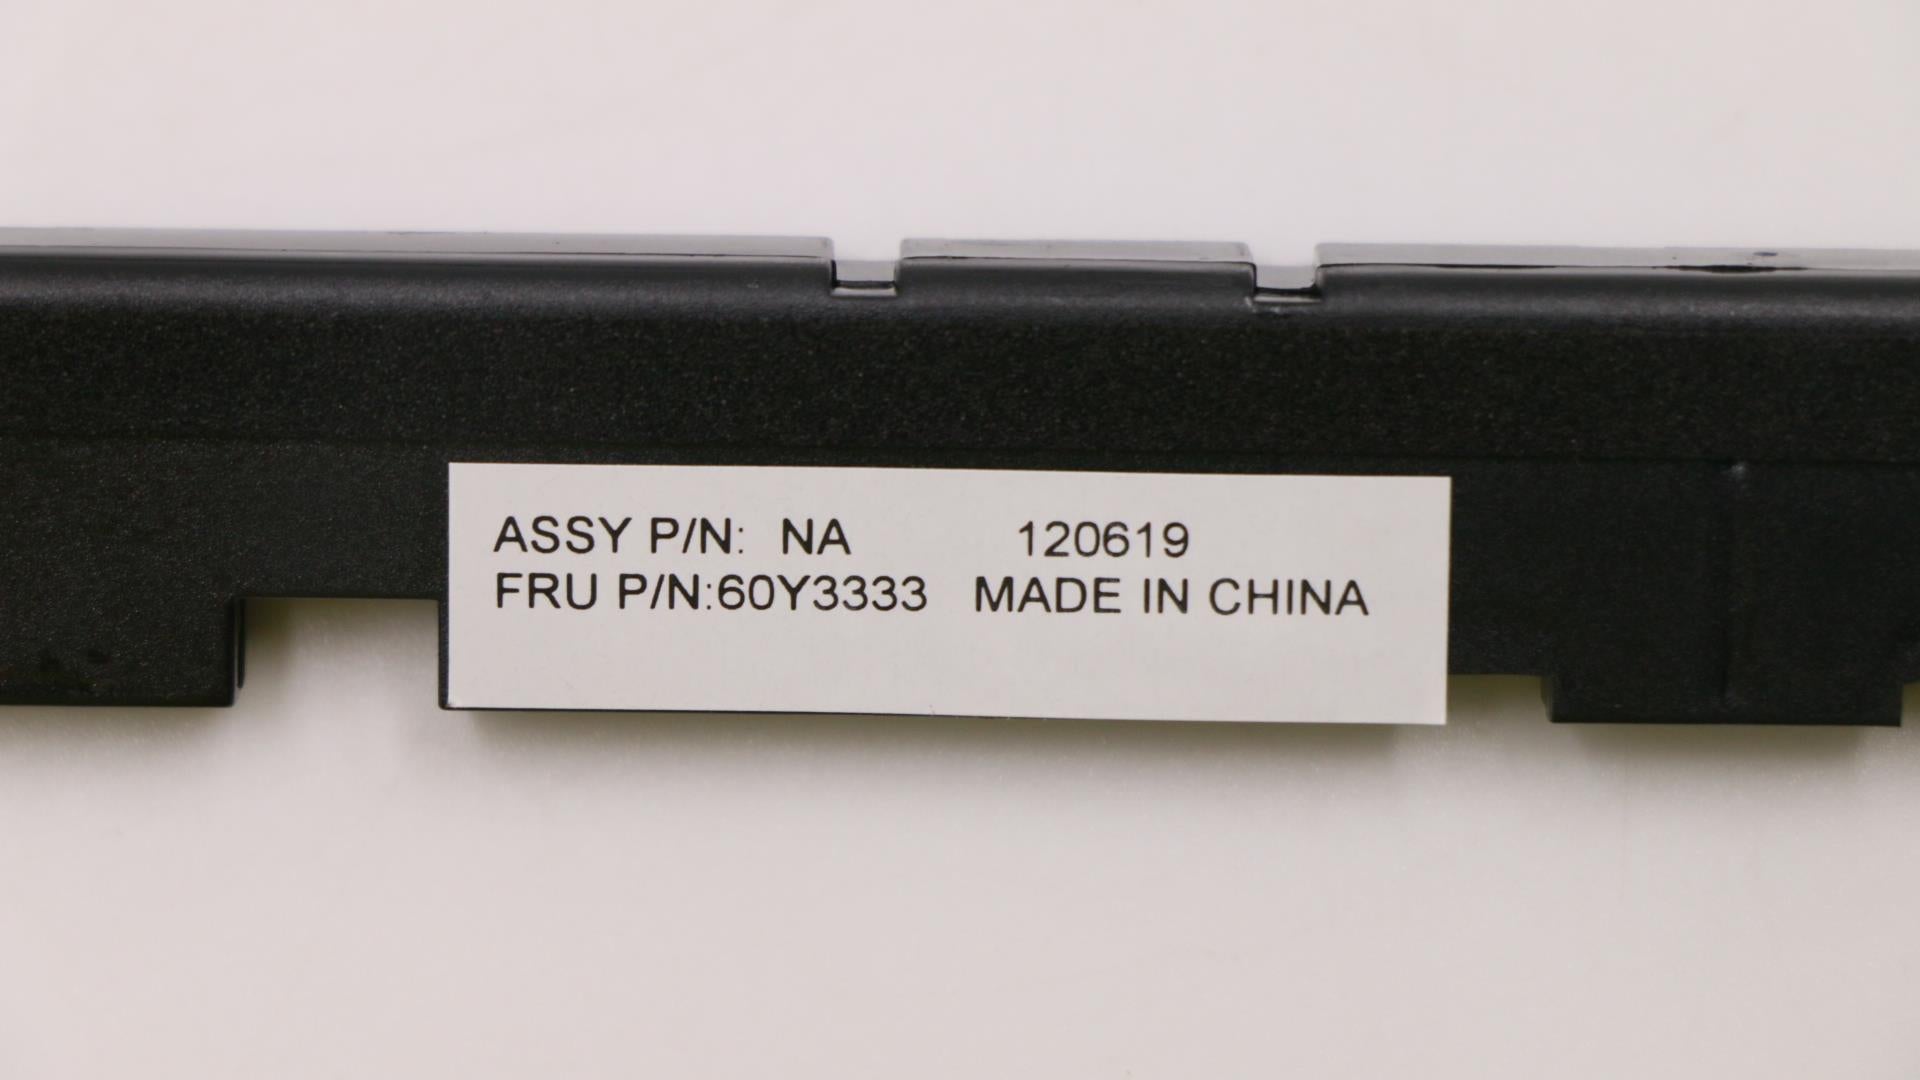 ASSY P/N: NA 120619
FRU P/N:60Y3333 MADE IN CHINA